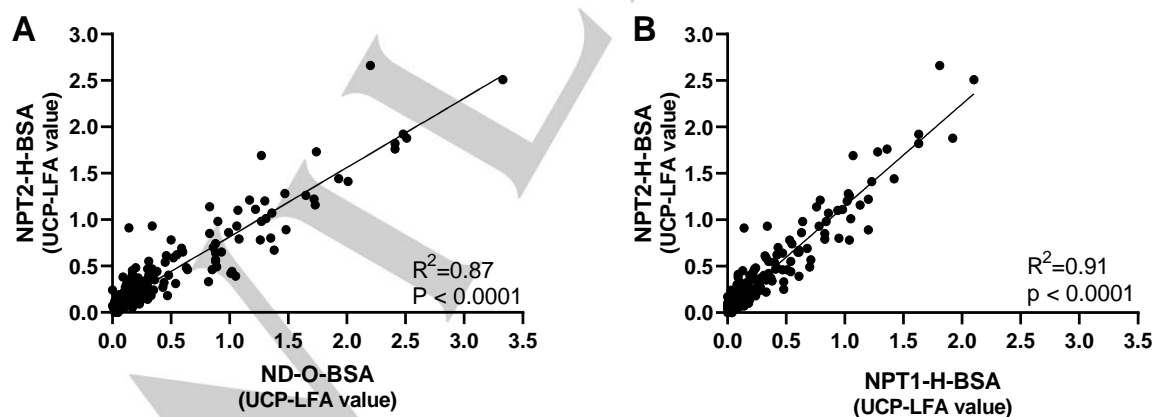 A
NPT2-H-BSA
(UCP-LFA value)
3.0
2.5
2.0
1.5
1.0
0.5
0.0
R²=0.87
P < 0.0001
0.0 0.5 1.0 1.5 2.0 2.5 3.0 3.5
ND-O-BSA
(UCP-LFA value)
B
NPT2-H-BSA
(UCP-LFA value)
3.0
2.5
2.0
1.5
1.0
0.5
0.0
R²=0.91
p < 0.0001
0.0 0.5 1.0 1.5 2.0 2.5 3.0 3.5
NPT1-H-BSA
(UCP-LFA value)